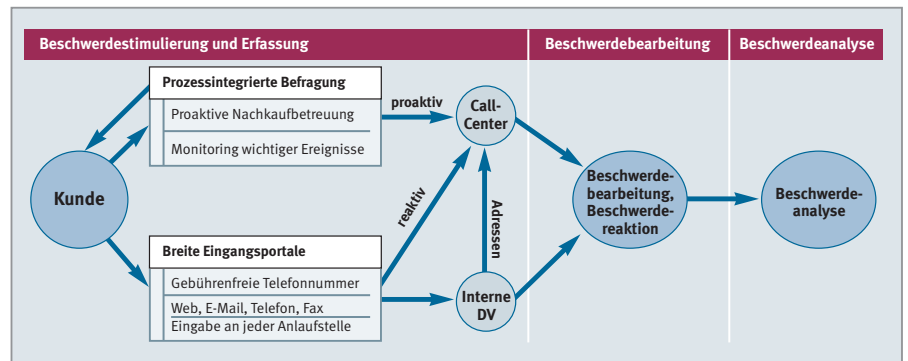 Beschwerdestimulierung und Erfassung
Beschwerdebearbeitung
Beschwerdeanalyse
Prozessintegrierte Befragung
Proaktive Nachkaufbetreuung
Monitoring wichtiger Ereignisse
proaktiv
Call-
Center
Kunde
reaktiv
Adressen
Beschwerde-
bearbeitung,
Beschwerde-
reaktion
Beschwerde-
analyse
Breite Eingangsportale
Gebührenfreie Telefonnummer
Web, E-Mail, Telefon, Fax
Eingabe an jeder Anlaufstelle
Interne
DV